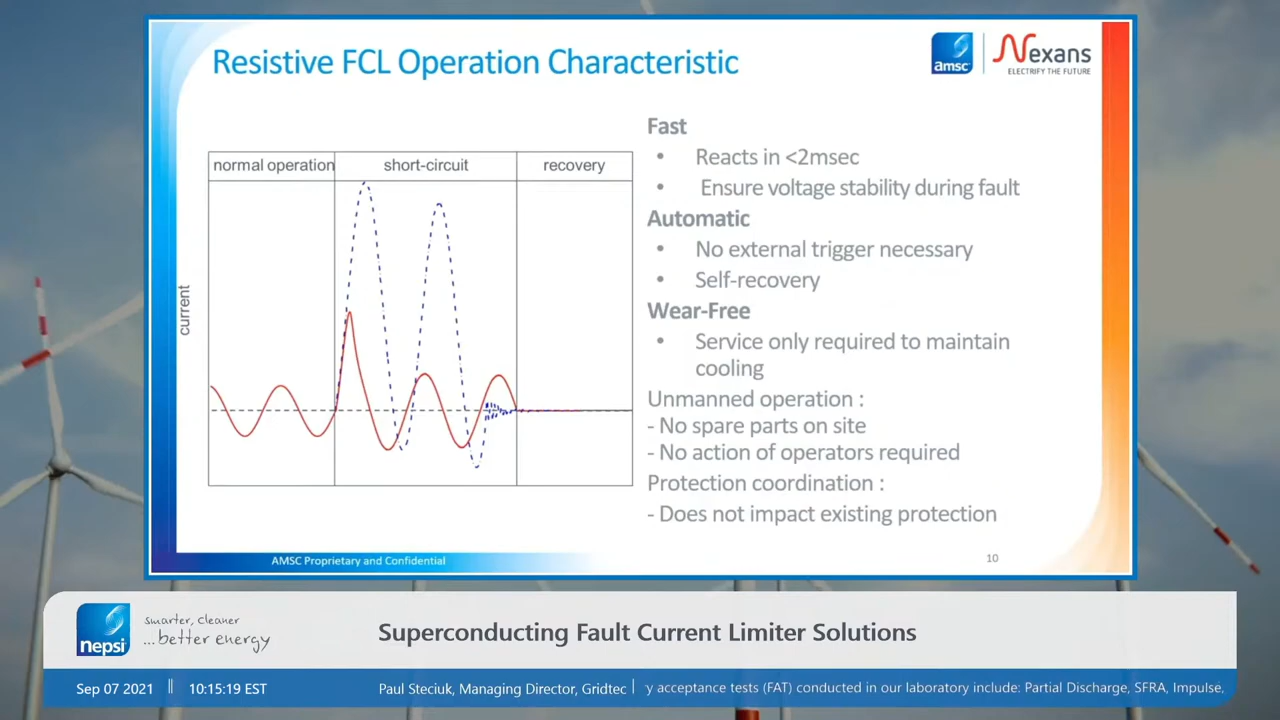 Resistive FCL Operation Characteristic
amsc
Nexans
ELECTRIFY THE FUTURE
normal operation
short-circuit
recovery
current
Fast
• Reacts in <2msec
• Ensure voltage stability during fault
Automatic
• No external trigger necessary
• Self-recovery
Wear-Free
• Service only required to maintain
cooling
Unmanned operation :
- No spare parts on site
- No action of operators required
Protection coordination :
- Does not impact existing protection
AMSC Proprietary and Confidential
10
nepsi
smarter, cleaner
...better energy
Superconducting Fault Current Limiter Solutions
Sep 07 2021
10:15:19 EST
Paul Steciuk, Managing Director, Gridtec
y acceptance tests (FAT) conducted in our laboratory include: Partial Discharge, SFRA, Impulse,